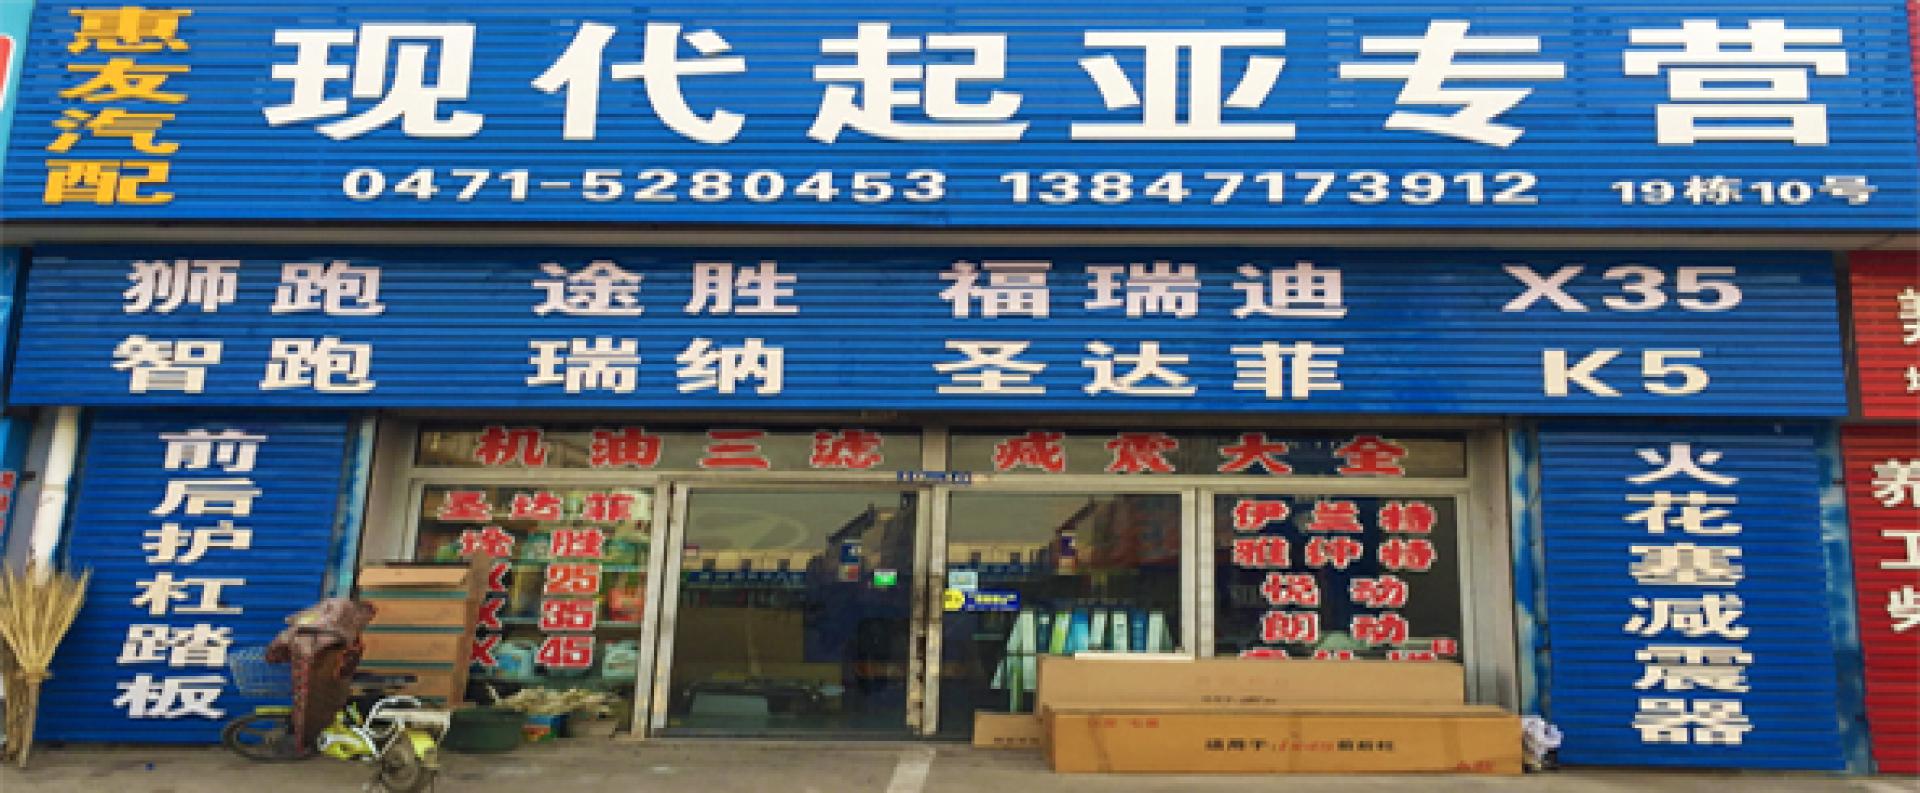 惠友汽配
现代起亚专营
0471-5280453 13847173912 19栋10号
狮跑 途胜 福瑞迪 X35
智跑 瑞纳 圣达菲 K5
前后护杠踏板
机油三滤 减震大全
圣达菲
途胜
X 25
X 35
X 45
伊兰特
雅绅特
悦动
朗动
火花塞减震器
养
工
柴